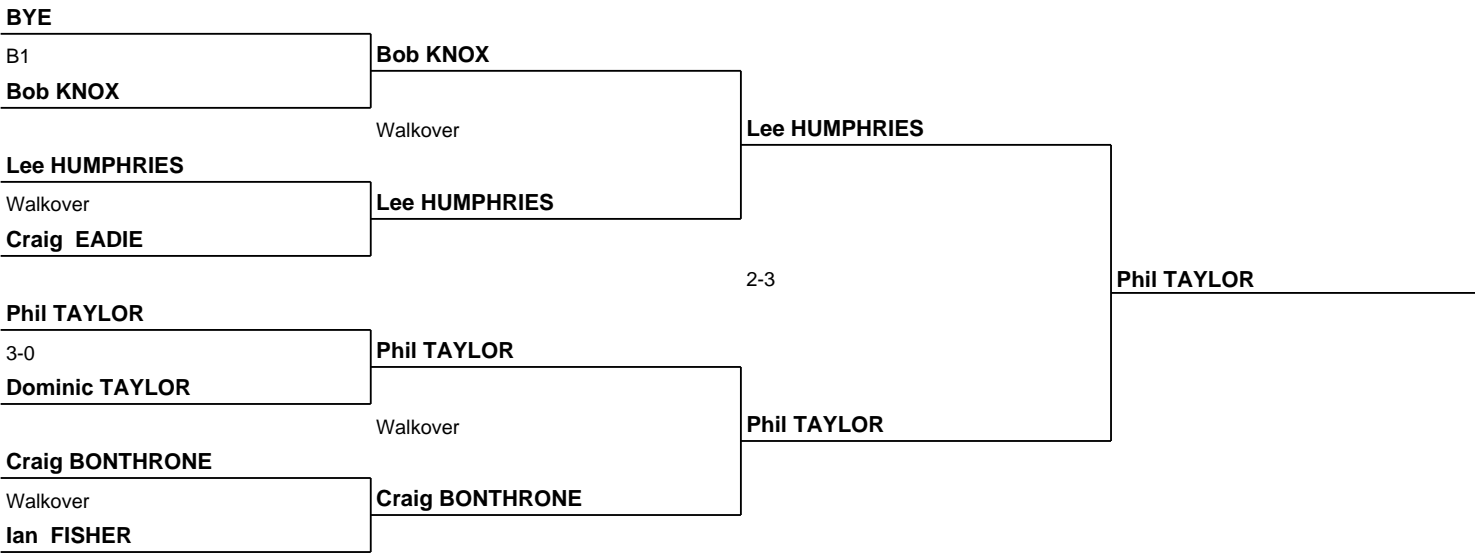 BYE
B1
Bob KNOX
Bob KNOX
Walkover
Lee HUMPHRIES
Lee HUMPHRIES
Walkover
Lee HUMPHRIES
Craig  EADIE
2-3
Phil TAYLOR
Phil TAYLOR
3-0
Phil TAYLOR
Dominic TAYLOR
Walkover
Phil TAYLOR
Craig BONTHRONE
Walkover
Craig BONTHRONE
Ian  FISHER